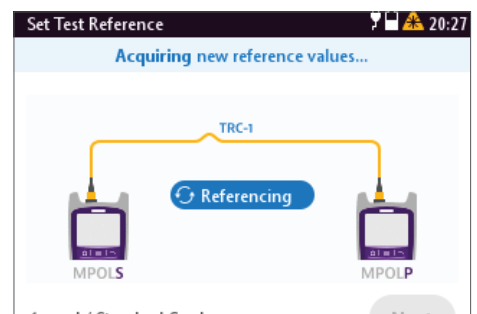 Set Test Reference 20:27
Acquiring new reference values...
TRC-1
Referencing
MPOLS MPOLP